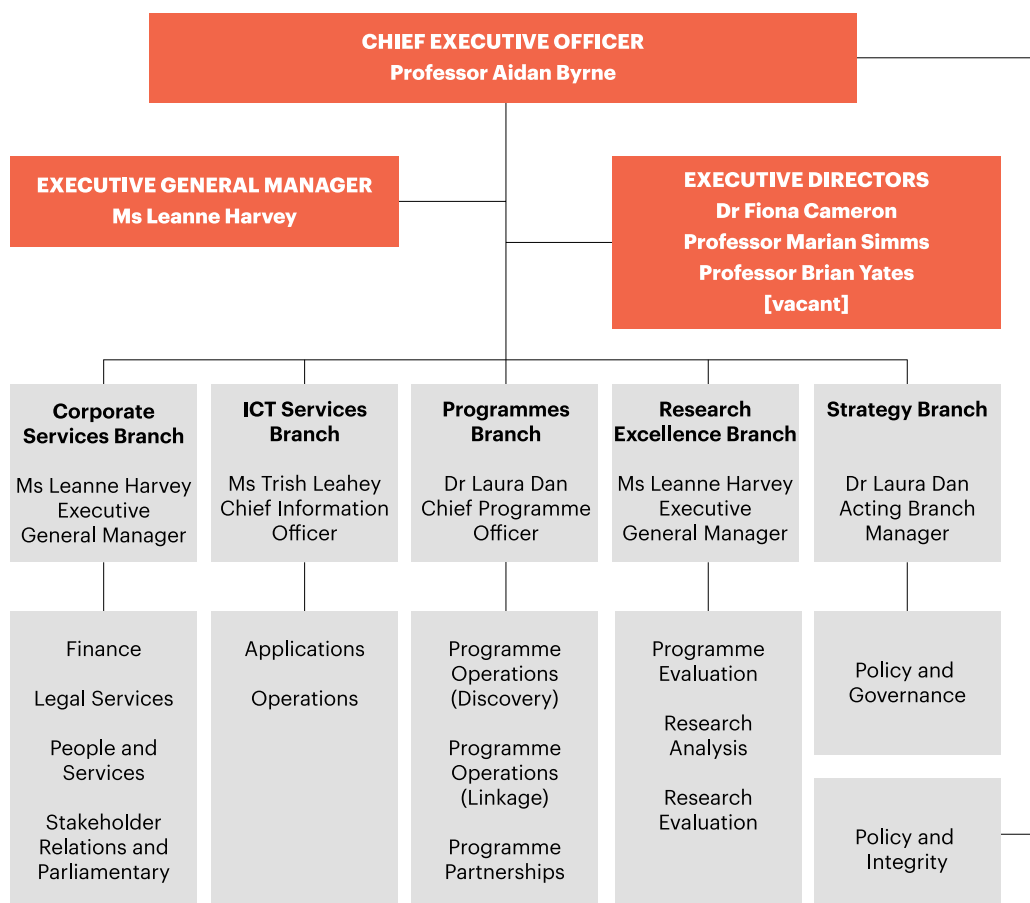 CHIEF EXECUTIVE OFFICER
Professor Aidan Byrne
EXECUTIVE GENERAL MANAGER
Ms Leanne Harvey
EXECUTIVE DIRECTORS
Dr Fiona Cameron
Professor Marian Simms
Professor Brian Yates
[vacant]
Corporate
Services Branch
Ms Leanne Harvey
Executive
General Manager
ICT Services
Branch
Ms Trish Leahey
Chief Information
Officer
Programmes
Branch
Dr Laura Dan
Chief Programme
Officer
Research
Excellence Branch
Ms Leanne Harvey
Executive
General Manager
Strategy Branch
Dr Laura Dan
Acting Branch
Manager
Finance
Legal Services
People and
Services
Stakeholder
Relations and
Parliamentary
Applications
Operations
Programme
Operations
(Discovery)
Programme
Operations
(Linkage)
Programme
Partnerships
Programme
Evaluation
Research
Analysis
Research
Evaluation
Policy and
Governance
Policy and
Integrity